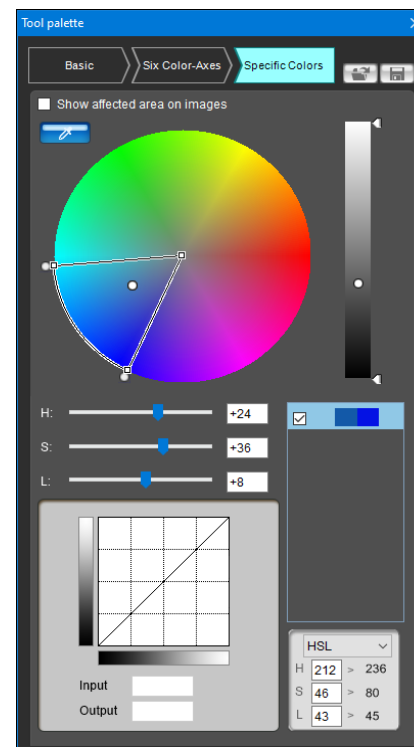 Tool palette
Basic
Six Color-Axes
Specific Colors
Show affected area on images
H: +24
S: +36
L: +8
Input
Output
HSL
H 212 > 236
S 46 > 80
L 43 > 45